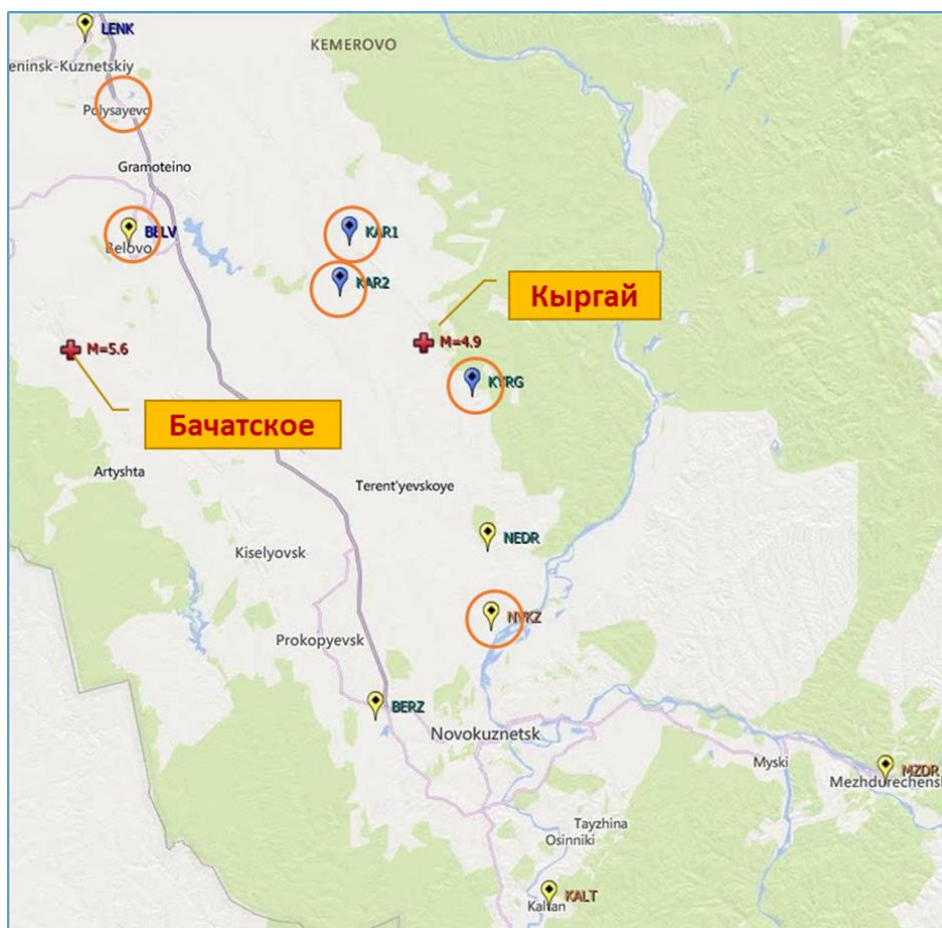 LENK
KEMEROVO
eninsk-Kuznetskiy
Polysayevo
Gramoteino
BELV
Belovo
KAR1
KAR2
Кыргай
M=4.9
M=5.6
KYRG
Бачатское
Artyshta
Terent'yevskoye
NEDR
Kiselyovsk
NVKZ
Prokopyevsk
BERZ
Novokuznetsk
Myski
MZDR
Mezhdurechensk
Tayzhina
Osinniki
KALT
Kaltan